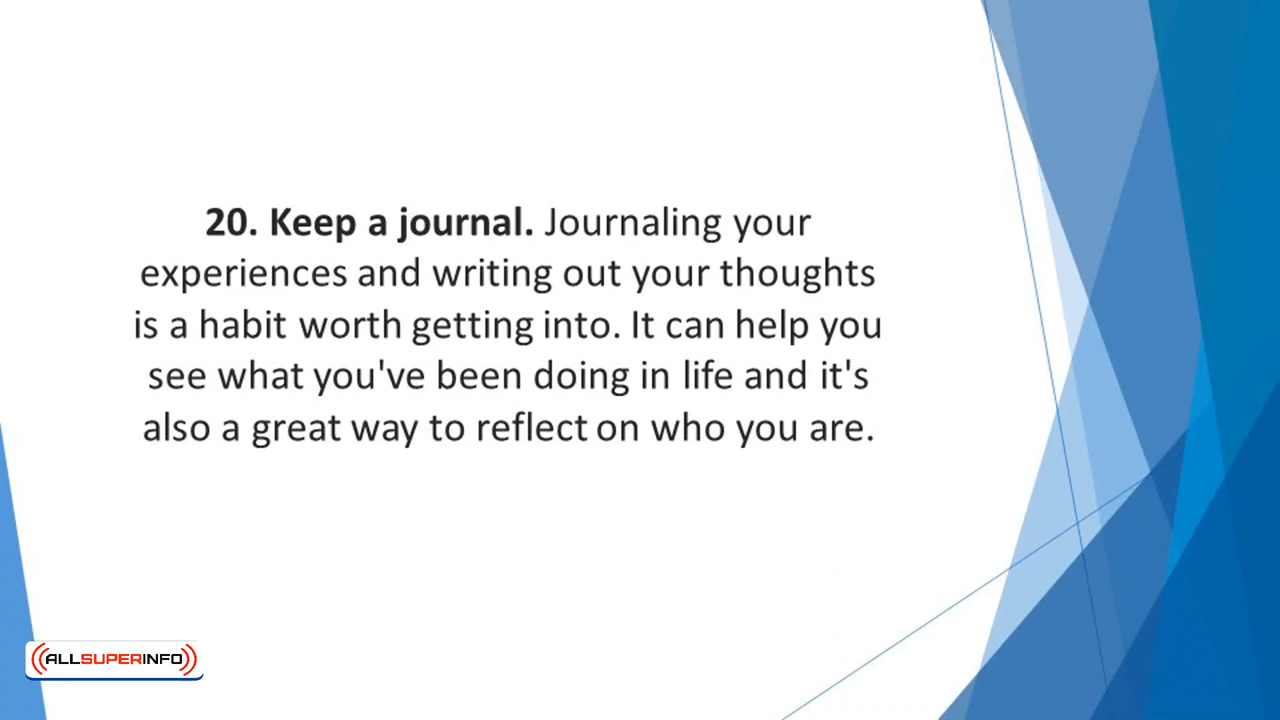 20. Keep a journal. Journaling your
experiences and writing out your thoughts
is a habit worth getting into. It can help you
see what you've been doing in life and it's
also a great way to reflect on who you are.
ALLSUPERINFO